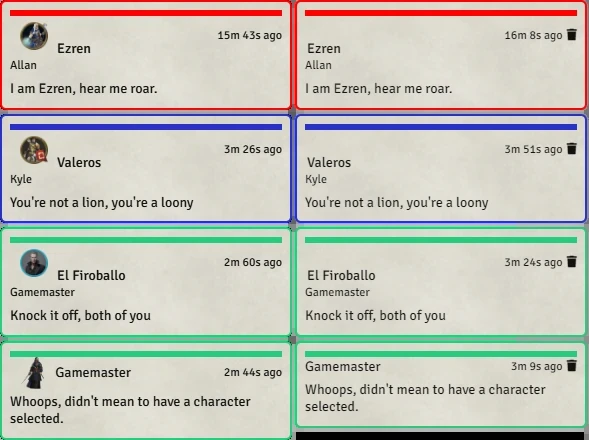 Ezren 15m 43s ago
Allan
I am Ezren, hear me roar.
Valeros 3m 26s ago
Kyle
You're not a lion, you're a loony
El Firoballo 2m 60s ago
Gamemaster
Knock it off, both of you
Gamemaster 2m 44s ago
Whoops, didn't mean to have a character
selected.
Ezren 16m 8s ago
Allan
I am Ezren, hear me roar.
Valeros 3m 51s ago
Kyle
You're not a lion, you're a loony
El Firoballo 3m 24s ago
Gamemaster
Knock it off, both of you
Gamemaster 3m 9s ago
Whoops, didn't mean to have a character
selected.